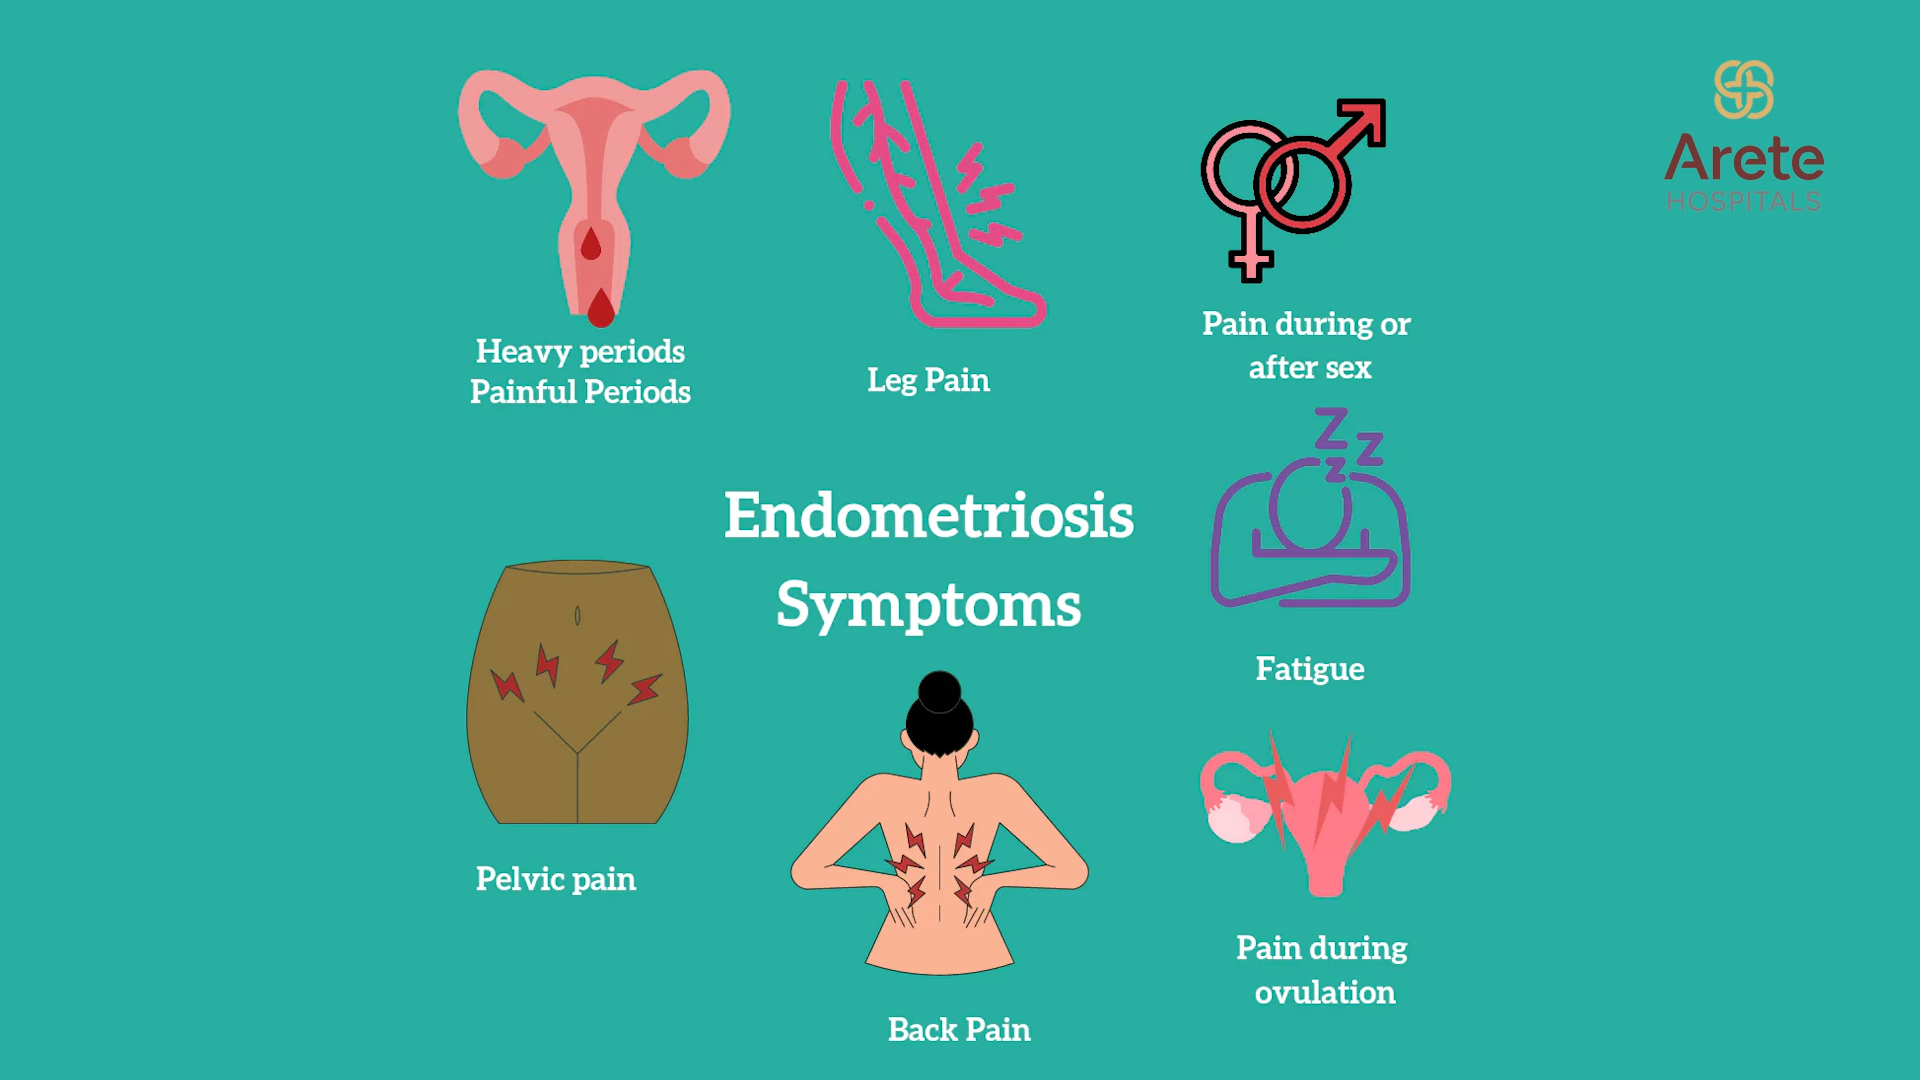 Arete
HOSPITALS
Heavy periods
Painful Periods
Leg Pain
Pain during or
after sex
Z
Z
Z
Endometriosis
Symptoms
Fatigue
Pelvic pain
Back Pain
Pain during
ovulation